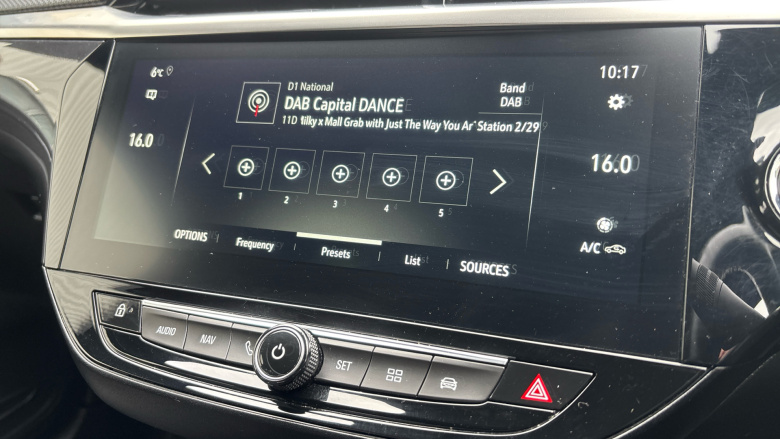 6°C
10:17
D1 National
DAB Capital DANCE
Band
DAB
11D tilky x Mall Grab with Just The Way You Ar
Station 2/29
16.0
16.0
1 2 3 4 5
A/C
OPTIONS Frequency Presets List SOURCES
AUDIO NAV SET